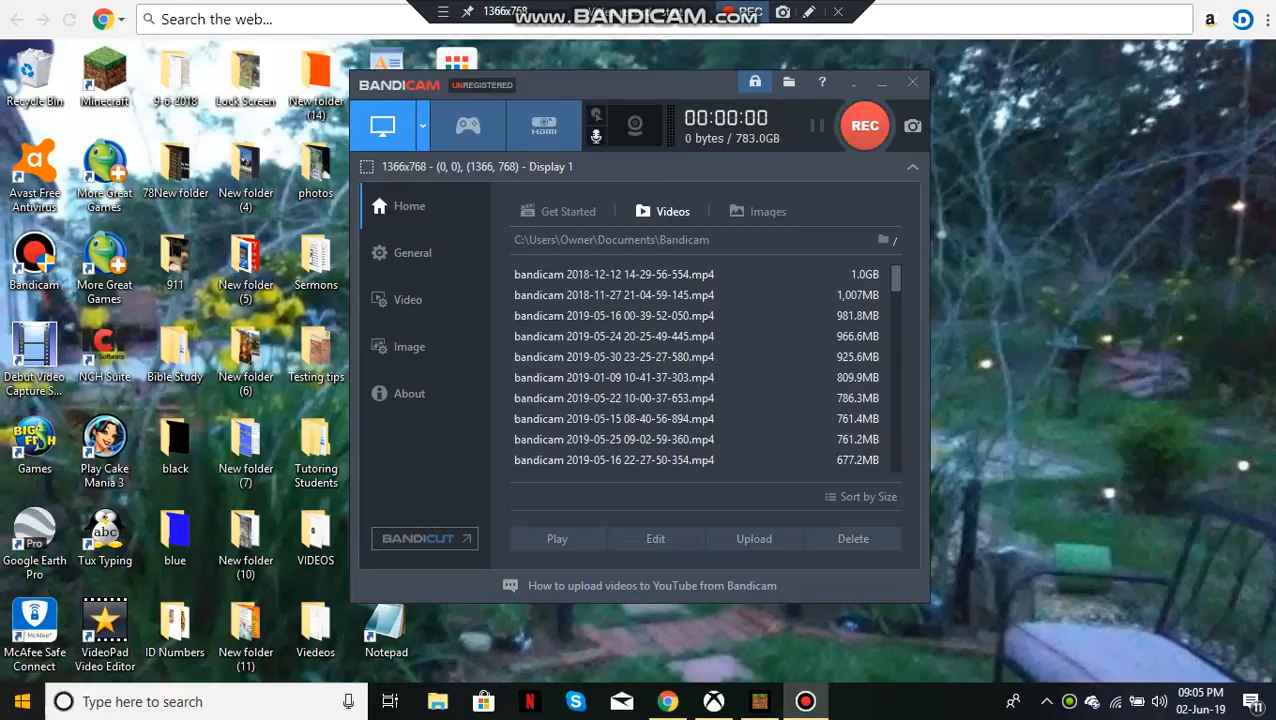 Search the web...
1366x768
www.BANDICAM.com
REC
Recycle Bin
Minecraft
9-6-2018
Lock Screen
New folder
(14)
Avast Free
Antivirus
More Great
Games
78New folder
New folder
(4)
photos
Bandicam
More Great
Games
911
New folder
(5)
Sermons
Debut Video
Capture S...
NCH Suite
Bible Study
New folder
(6)
Testing tips
Games
Play Cake
Mania 3
black
New folder
(7)
Tutoring
Students
Google Earth
Pro
Tux Typing
blue
New folder
(10)
VIDEOS
McAfee Safe
Connect
VideoPad
Video Editor
ID Numbers
New folder
(11)
Viedeos
Notepad
BANDICAM UNREGISTERED
HDMI
00:00:00
0 bytes / 783.0GB
REC
1366x768 - (0, 0), (1366, 768) - Display 1
Home
General
Video
Image
About
BANDICUT
Get Started
Videos
Images
C:\Users\Owner\Documents\Bandicam
/
bandicam 2018-12-12 14-29-56-554.mp4 1.0GB
bandicam 2018-11-27 21-04-59-145.mp4 1,007MB
bandicam 2019-05-16 00-39-52-050.mp4 981.8MB
bandicam 2019-05-24 20-25-49-445.mp4 966.6MB
bandicam 2019-05-30 23-25-27-580.mp4 925.6MB
bandicam 2019-01-09 10-41-37-303.mp4 809.9MB
bandicam 2019-05-22 10-00-37-653.mp4 786.3MB
bandicam 2019-05-15 08-40-56-894.mp4 761.4MB
bandicam 2019-05-25 09-02-59-360.mp4 761.2MB
bandicam 2019-05-16 22-27-50-354.mp4 677.2MB
Sort by Size
Play Edit Upload Delete
How to upload videos to YouTube from Bandicam
Type here to search
09:05 PM
02-Jun-19
11